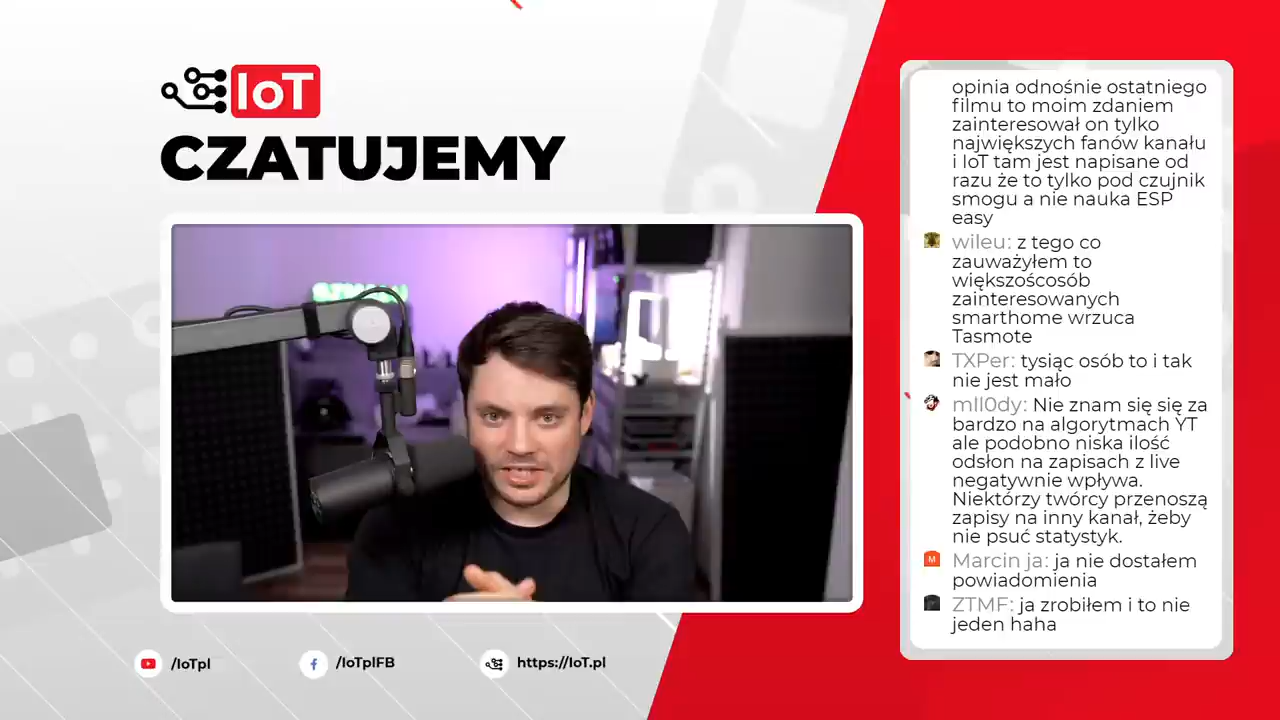 IoT
CZATUJEMY
opinia odnośnie ostatniego
filmu to moim zdaniem
zainteresował on tylko
największych fanów kanału
i IoT tam jest napisane od
razu że to tylko pod czujnik
smogu a nie nauka ESP
easy
wileu: z tego co
zauważyłem to
większoścosób
zainteresowanych
smarthome wrzuca
Tasmote
TXPer: tysiąc osób to i tak
nie jest mało
mll0dy: Nie znam się się za
bardzo na algorytmach YT
ale podobno niska ilość
odsłon na zapisach z live
negatywnie wpływa.
Niektórzy twórcy przenoszą
zapisy na inny kanał, żeby
nie psuć statystyk.
M
Marcin ja: ja nie dostałem
powiadomienia
ZTMF: ja zrobiłem i to nie
jeden haha
/IoTpl
/IoTplFB
https://IoT.pl